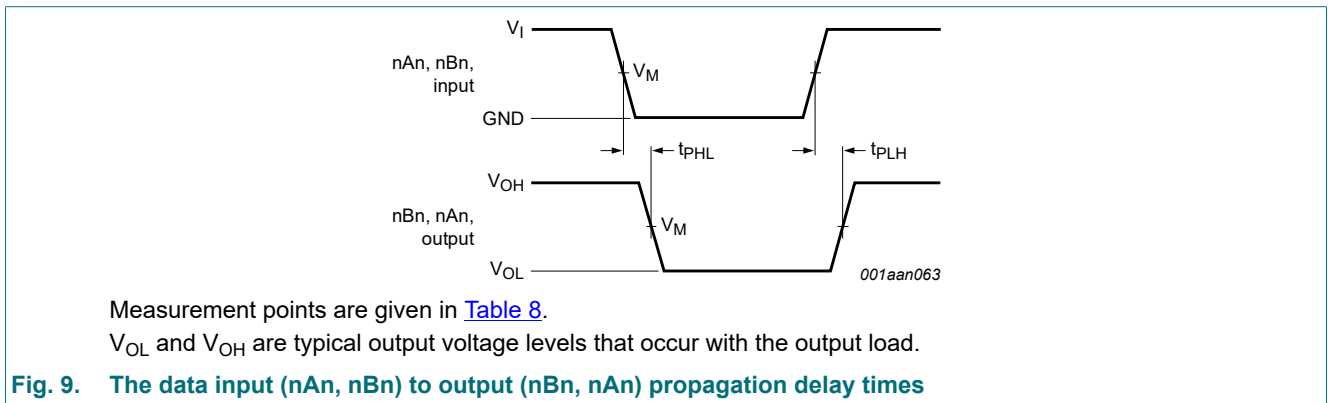 V_I
nAn, nBn,
input
V_M
GND
t_PHL
t_PLH
V_OH
nBn, nAn,
output
V_M
V_OL
001aan063
Measurement points are given in Table 8.
V_OL and V_OH are typical output voltage levels that occur with the output load.
Fig. 9. The data input (nAn, nBn) to output (nBn, nAn) propagation delay times